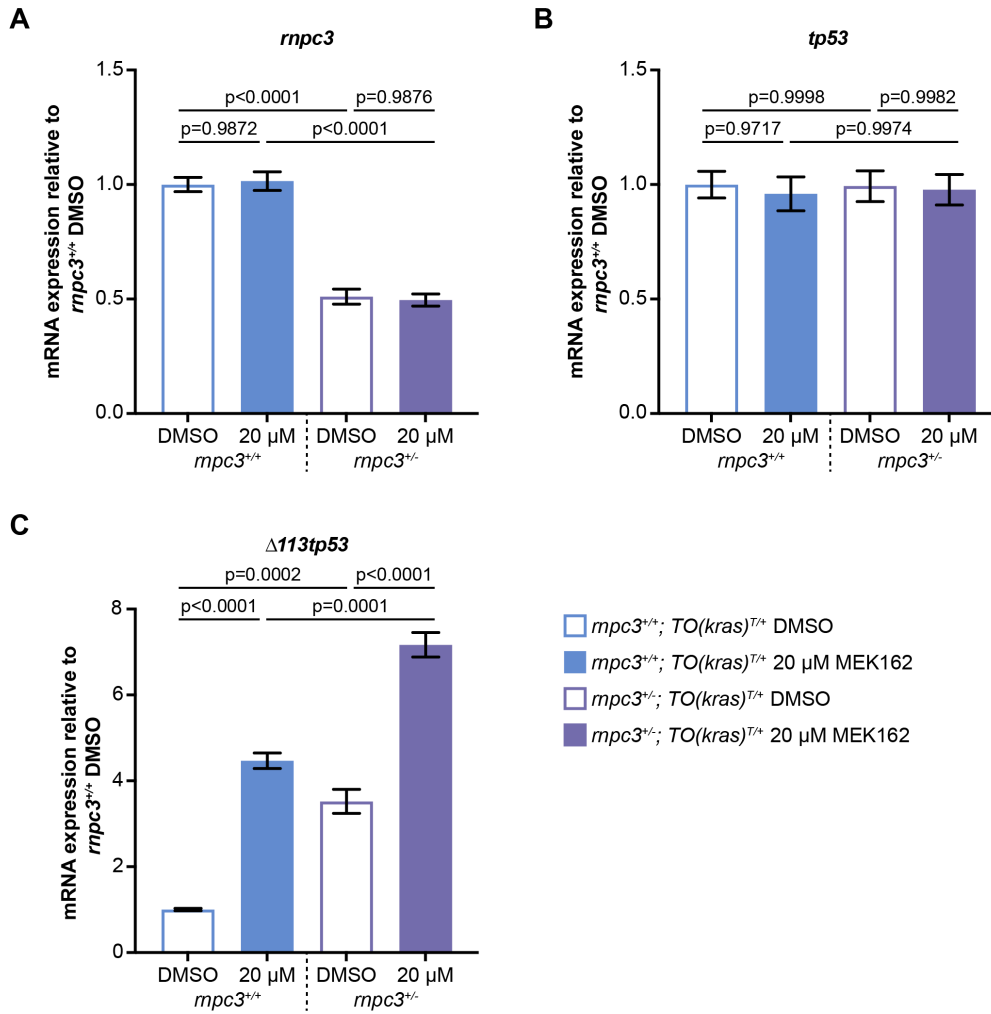 A
rnpc3
mRNA expression relative to
rnpc3+/+ DMSO
1.5
1.0
0.5
0.0
p<0.0001
p=0.9876
p=0.9872
p<0.0001
DMSO
20 µM
DMSO
20 µM
rnpc3+/+
rnpc3+/-
B
tp53
mRNA expression relative to
rnpc3+/+ DMSO
1.5
1.0
0.5
0.0
p=0.9998
p=0.9982
p=0.9717
p=0.9974
DMSO
20 µM
DMSO
20 µM
rnpc3+/+
rnpc3+/-
C
Δ113tp53
mRNA expression relative to
rnpc3+/+ DMSO
8
6
4
2
0
p=0.0002
p<0.0001
p<0.0001
p=0.0001
DMSO
20 µM
DMSO
20 µM
rnpc3+/+
rnpc3+/-
rnpc3+/+; TO(kras)T/+ DMSO
rnpc3+/+; TO(kras)T/+ 20 µM MEK162
rnpc3+/-; TO(kras)T/+ DMSO
rnpc3+/-; TO(kras)T/+ 20 µM MEK162